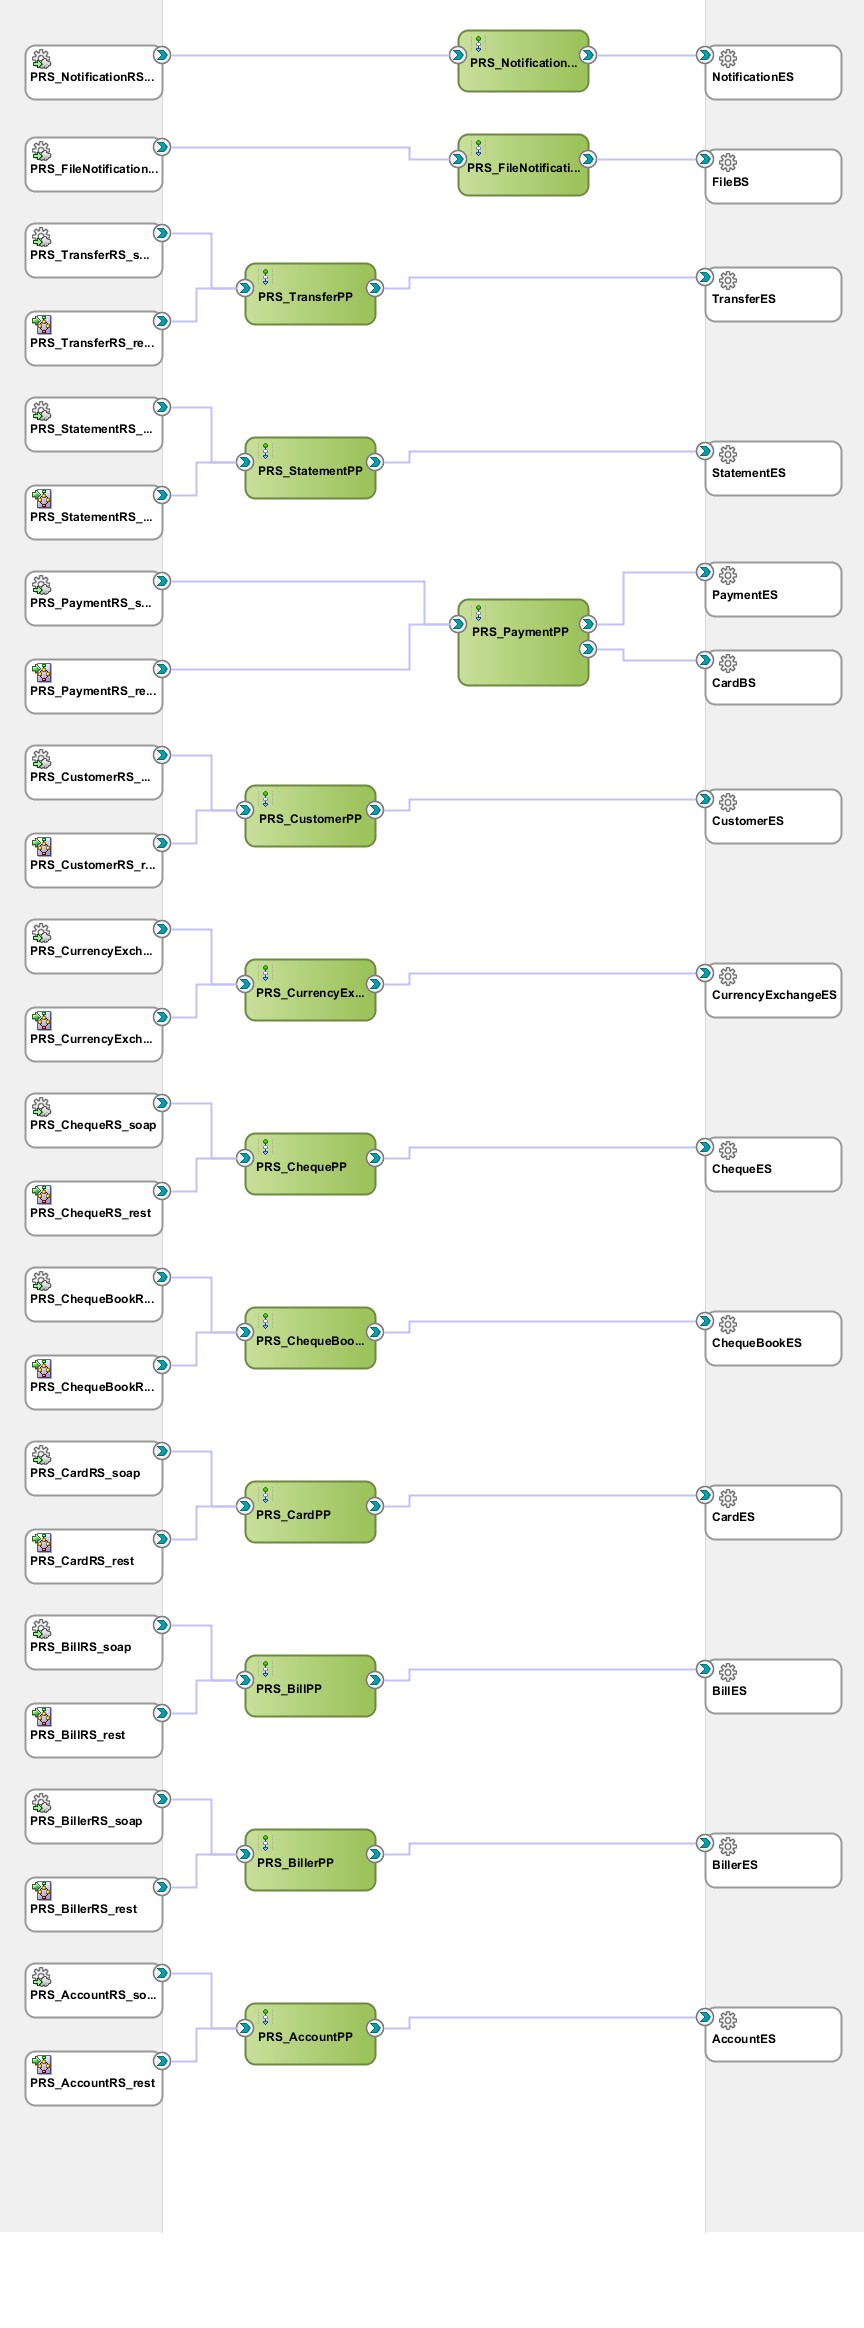 PRS_NotificationRS...
PRS_Notification...
NotificationES
PRS_FileNotification...
PRS_FileNotificati...
FileBS
PRS_TransferRS_s...
PRS_TransferPP
TransferES
PRS_TransferRS_re...
PRS_StatementRS_...
PRS_StatementPP
StatementES
PRS_StatementRS_...
PRS_PaymentRS_s...
PRS_PaymentPP
PaymentES
PRS_PaymentRS_re...
CardBS
PRS_CustomerRS_...
PRS_CustomerPP
CustomerES
PRS_CustomerRS_r...
PRS_CurrencyExch...
PRS_CurrencyEx...
CurrencyExchangeES
PRS_CurrencyExch...
PRS_ChequeRS_soap
PRS_ChequePP
ChequeES
PRS_ChequeRS_rest
PRS_ChequeBookR...
PRS_ChequeBoo...
ChequeBookES
PRS_ChequeBookR...
PRS_CardRS_soap
PRS_CardPP
CardES
PRS_CardRS_rest
PRS_BillRS_soap
PRS_BillPP
BillES
PRS_BillRS_rest
PRS_BillerRS_soap
PRS_BillerPP
BillerES
PRS_BillerRS_rest
PRS_AccountRS_so...
PRS_AccountPP
AccountES
PRS_AccountRS_rest